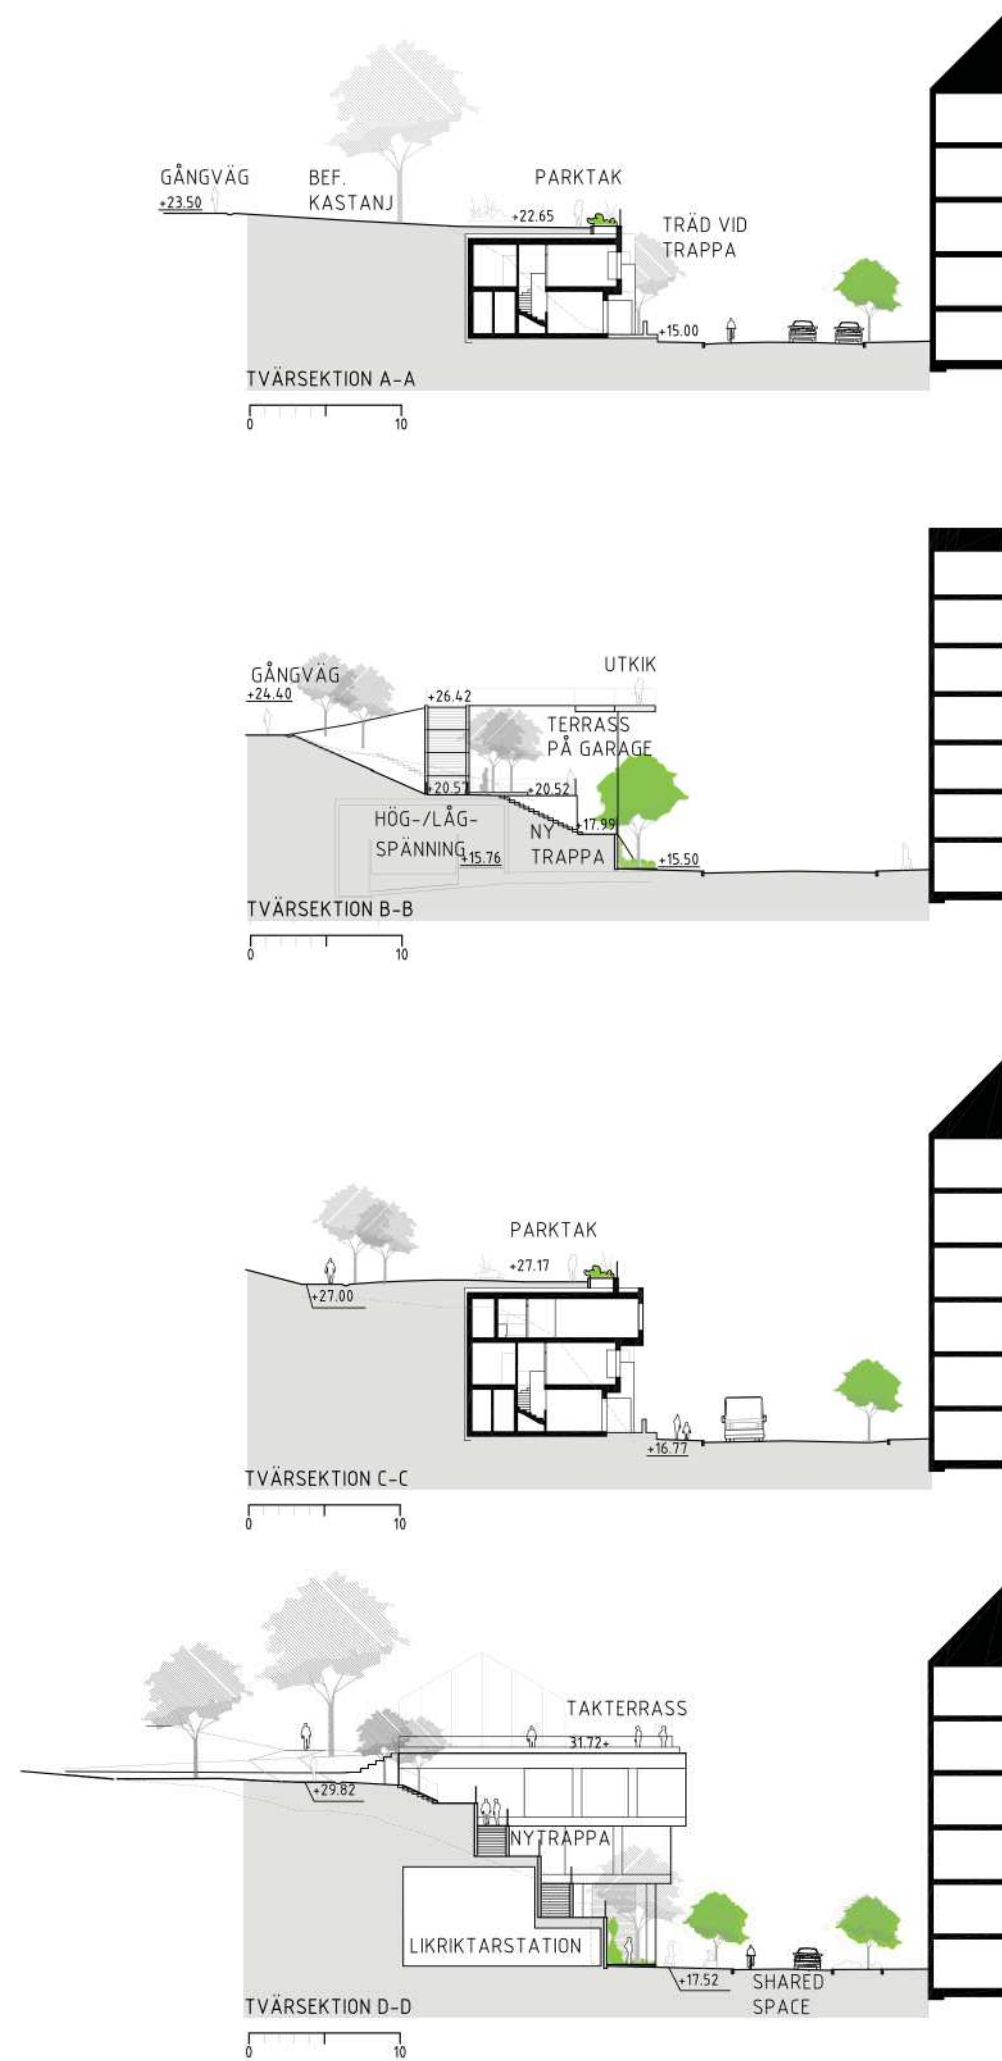 GÅNGVÄG
+23.50
BEF.
KASTANJ
PARKTAK
+22.65
TRÄD VID
TRAPPA
+15.00
TVÄRSEKTION A-A
0 10
GÅNGVÄG
+24.40
+26.42
UTKIK
TERRASS
PÅ GARAGE
+20.57
+20.52
HÖG-/LÅG-
SPÄNNING
+15.76
NY
TRAPPA
+17.99
+15.50
TVÄRSEKTION B-B
0 10
PARKTAK
+27.17
+27.00
+16.77
TVÄRSEKTION C-C
0 10
TAKTERRASS
31.72+
+29.82
NYTRAPPA
LIKRIKTARSTATION
+17.52
SHARED
SPACE
TVÄRSEKTION D-D
0 10